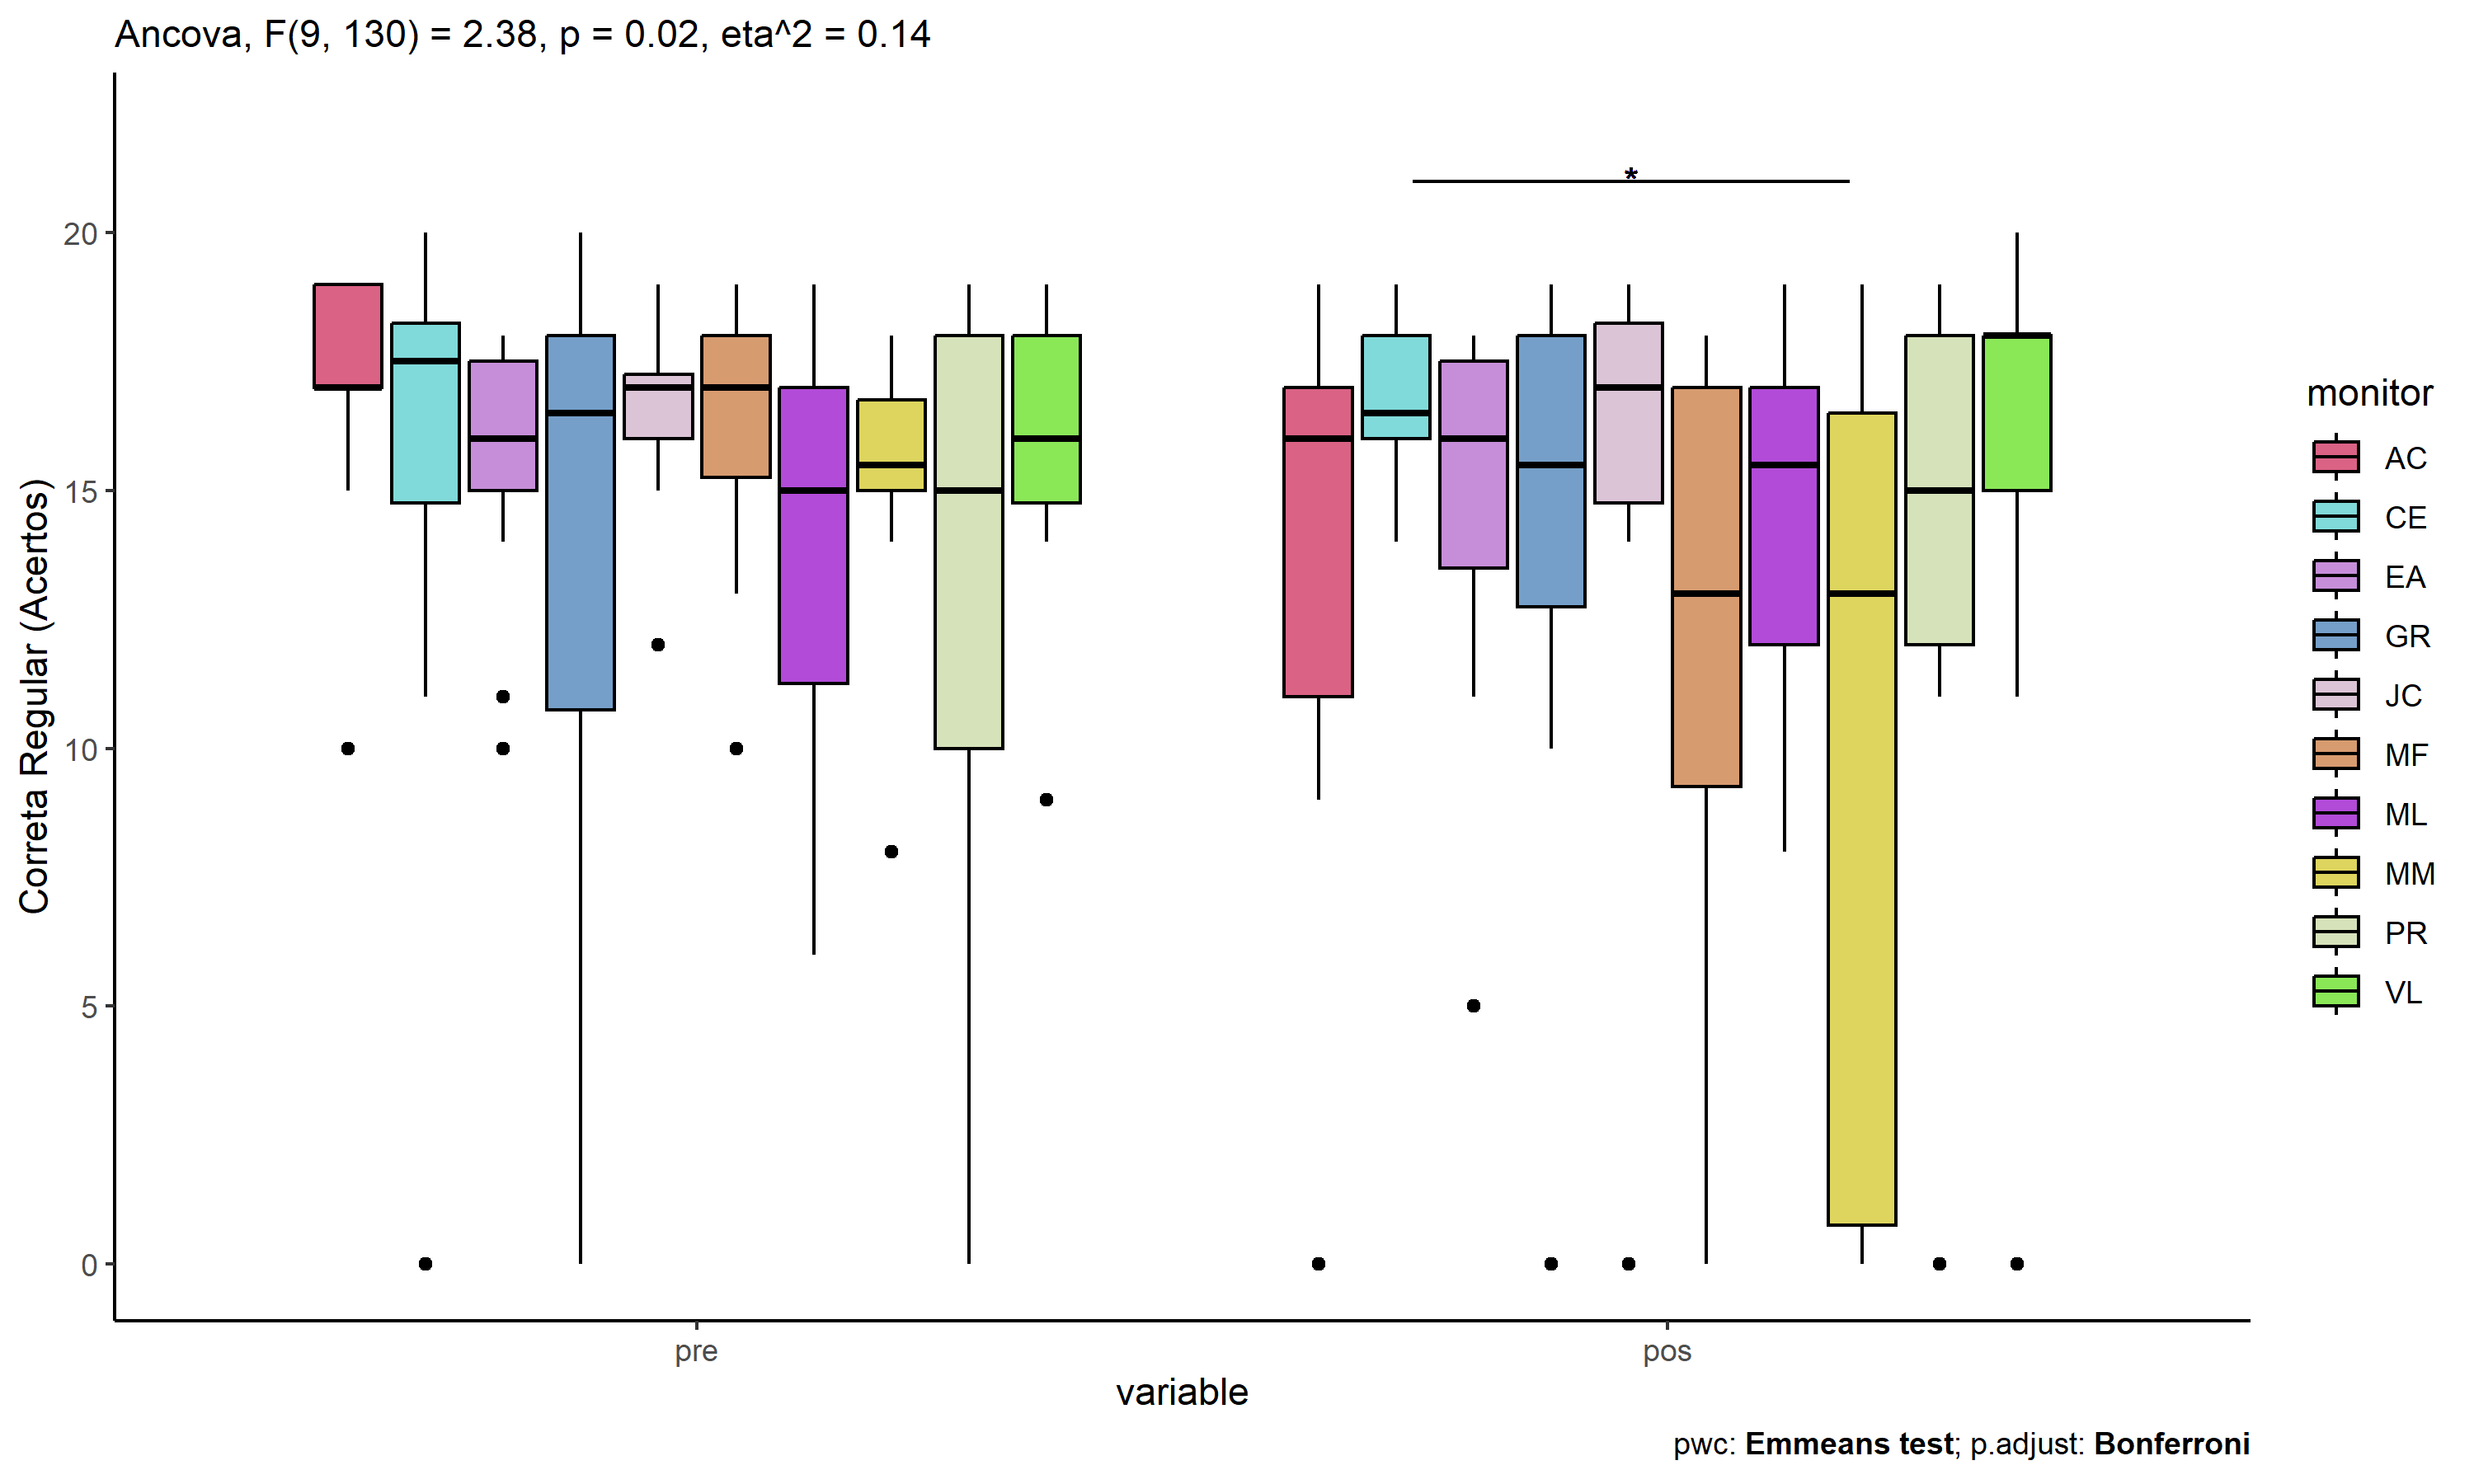 Ancova, F(9, 130) = 2.38, p = 0.02, eta^2 = 0.14
Correta Regular (Acertos)
20
15
10
5
0
*
pre
pos
variable
monitor
AC
CE
EA
GR
JC
MF
ML
MM
PR
VL
pwc: Emmeans test; p.adjust: Bonferroni